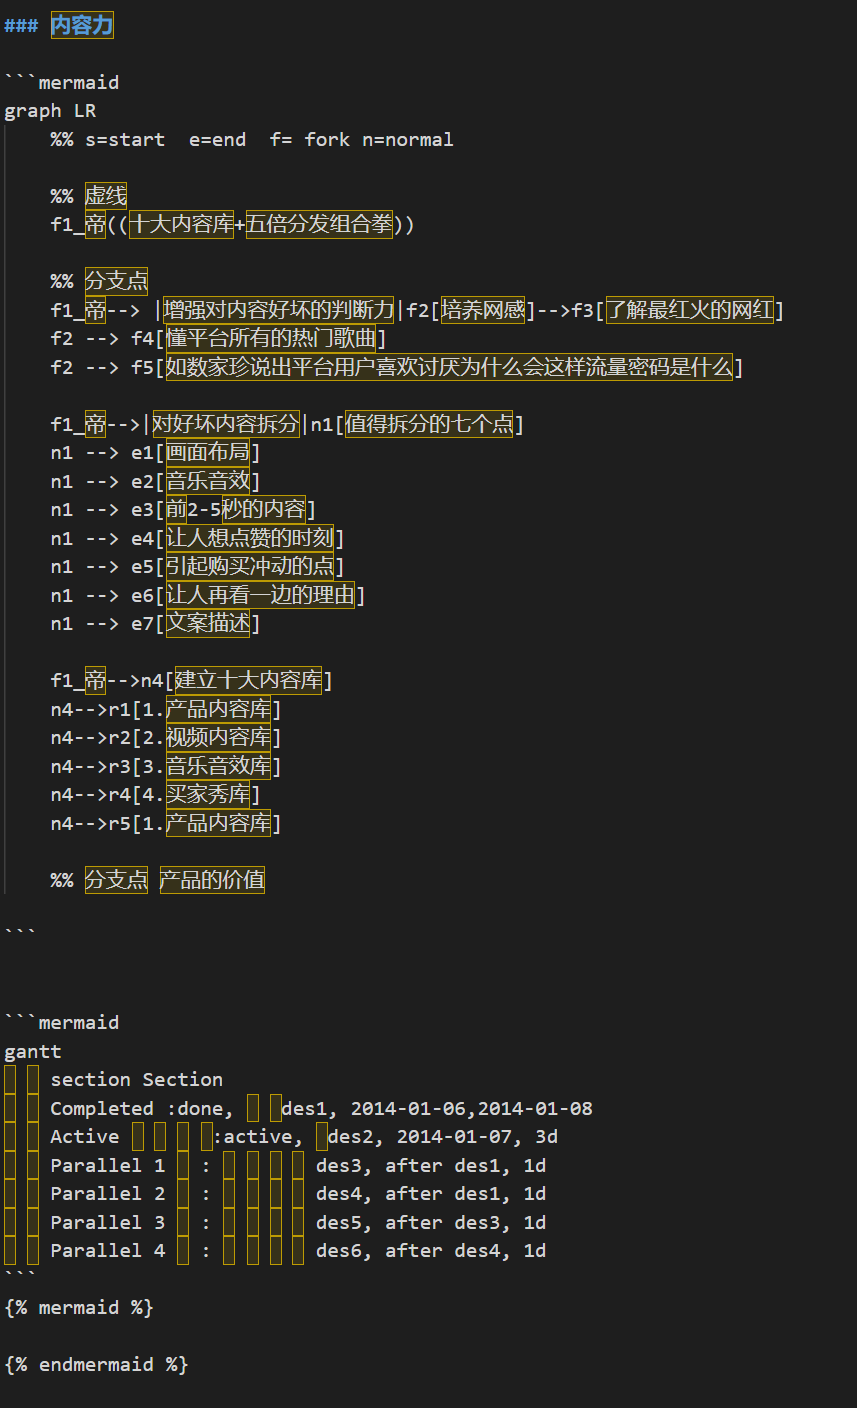 ### 内容力
```mermaid
graph LR
%% s=start  e=end  f= fork n=normal
%% 虚线
f1_帝((十大内容库+五倍分发组合拳))
%% 分支点
f1_帝--> |增强对内容好坏的判断力|f2[培养网感]-->f3[了解最红火的网红]
f2 --> f4[懂平台所有的热门歌曲]
f2 --> f5[如数家珍说出平台用户喜欢讨厌为什么会这样流量密码是什么]
f1_帝-->|对好坏内容拆分|n1[值得拆分的七个点]
n1 --> e1[画面布局]
n1 --> e2[音乐音效]
n1 --> e3[前2-5秒的内容]
n1 --> e4[让人想点赞的时刻]
n1 --> e5[引起购买冲动的点]
n1 --> e6[让人再看一边的理由]
n1 --> e7[文案描述]
f1_帝-->n4[建立十大内容库]
n4-->r1[1.产品内容库]
n4-->r2[2.视频内容库]
n4-->r3[3.音乐音效库]
n4-->r4[4.买家秀库]
n4-->r5[1.产品内容库]
%% 分支点 产品的价值
```
```mermaid
gantt
section Section
Completed :done,    des1, 2014-01-06,2014-01-08
Active        :active,  des2, 2014-01-07, 3d
Parallel 1   :         des3, after des1, 1d
Parallel 2   :         des4, after des1, 1d
Parallel 3   :         des5, after des3, 1d
Parallel 4   :         des6, after des4, 1d
```
{% mermaid %}
{% endmermaid %}